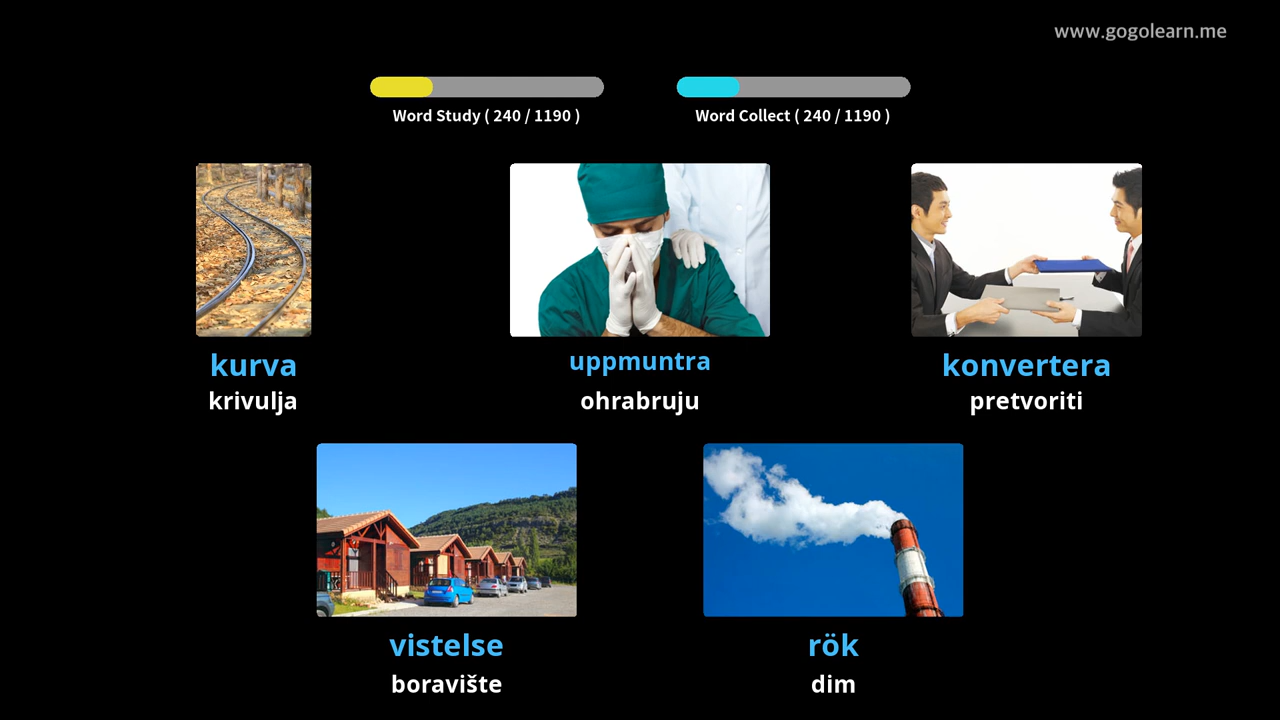 www.gogolearn.me
Word Study ( 240 / 1190 )
Word Collect ( 240 / 1190 )
kurva
krivulja
uppmuntra
ohrabruju
konvertera
pretvoriti
vistelse
boravište
rök
dim